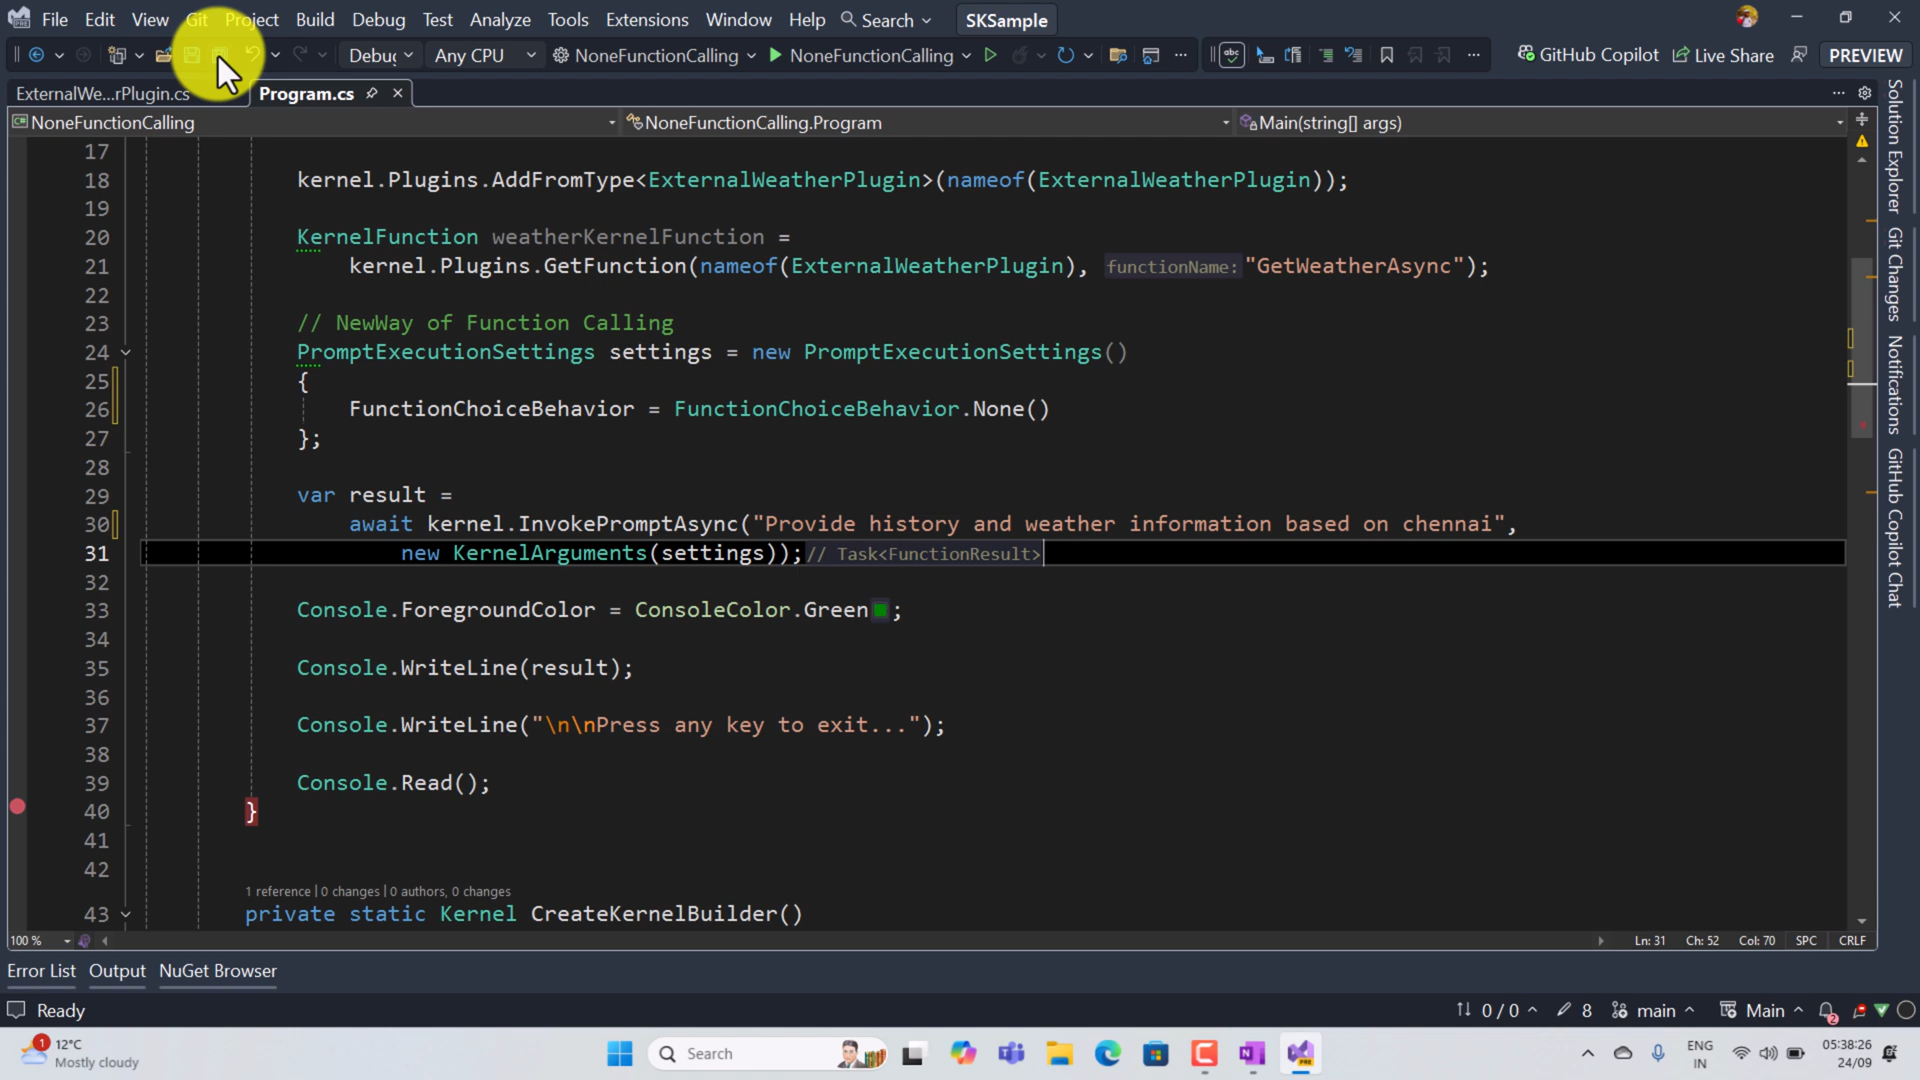 File Edit View Git Project Build Debug Test Analyze Tools Extensions Window Help Search SKSample
Debug Any CPU NoneFunctionCalling NoneFunctionCalling GitHub Copilot Live Share PREVIEW
ExternalWe...rPlugin.cs Program.cs
NoneFunctionCalling NoneFunctionCalling.Program Main(string[] args)
17
18 kernel.Plugins.AddFromType<ExternalWeatherPlugin>(nameof(ExternalWeatherPlugin));
19
20 KernelFunction weatherKernelFunction =
21 kernel.Plugins.GetFunction(nameof(ExternalWeatherPlugin), functionName: "GetWeatherAsync");
22
23 // NewWay of Function Calling
24 PromptExecutionSettings settings = new PromptExecutionSettings()
25 {
26 FunctionChoiceBehavior = FunctionChoiceBehavior.None()
27 };
28
29 var result =
30 await kernel.InvokePromptAsync("Provide history and weather information based on chennai",
31 new KernelArguments(settings));// Task<FunctionResult>
32
33 Console.ForegroundColor = ConsoleColor.Green;
34
35 Console.WriteLine(result);
36
37 Console.WriteLine("\n\nPress any key to exit...");
38
39 Console.Read();
40 }
41
42
1 reference | 0 changes | 0 authors, 0 changes
43 private static Kernel CreateKernelBuilder()
100 % Ln: 31 Ch: 52 Col: 70 SPC CRLF
Error List Output NuGet Browser
Ready 0 / 0 8 main Main 2
Solution Explorer
Git Changes
Notifications
GitHub Copilot Chat
1 12°C
Mostly cloudy
Search
ENG
IN
05:38:26
24/09